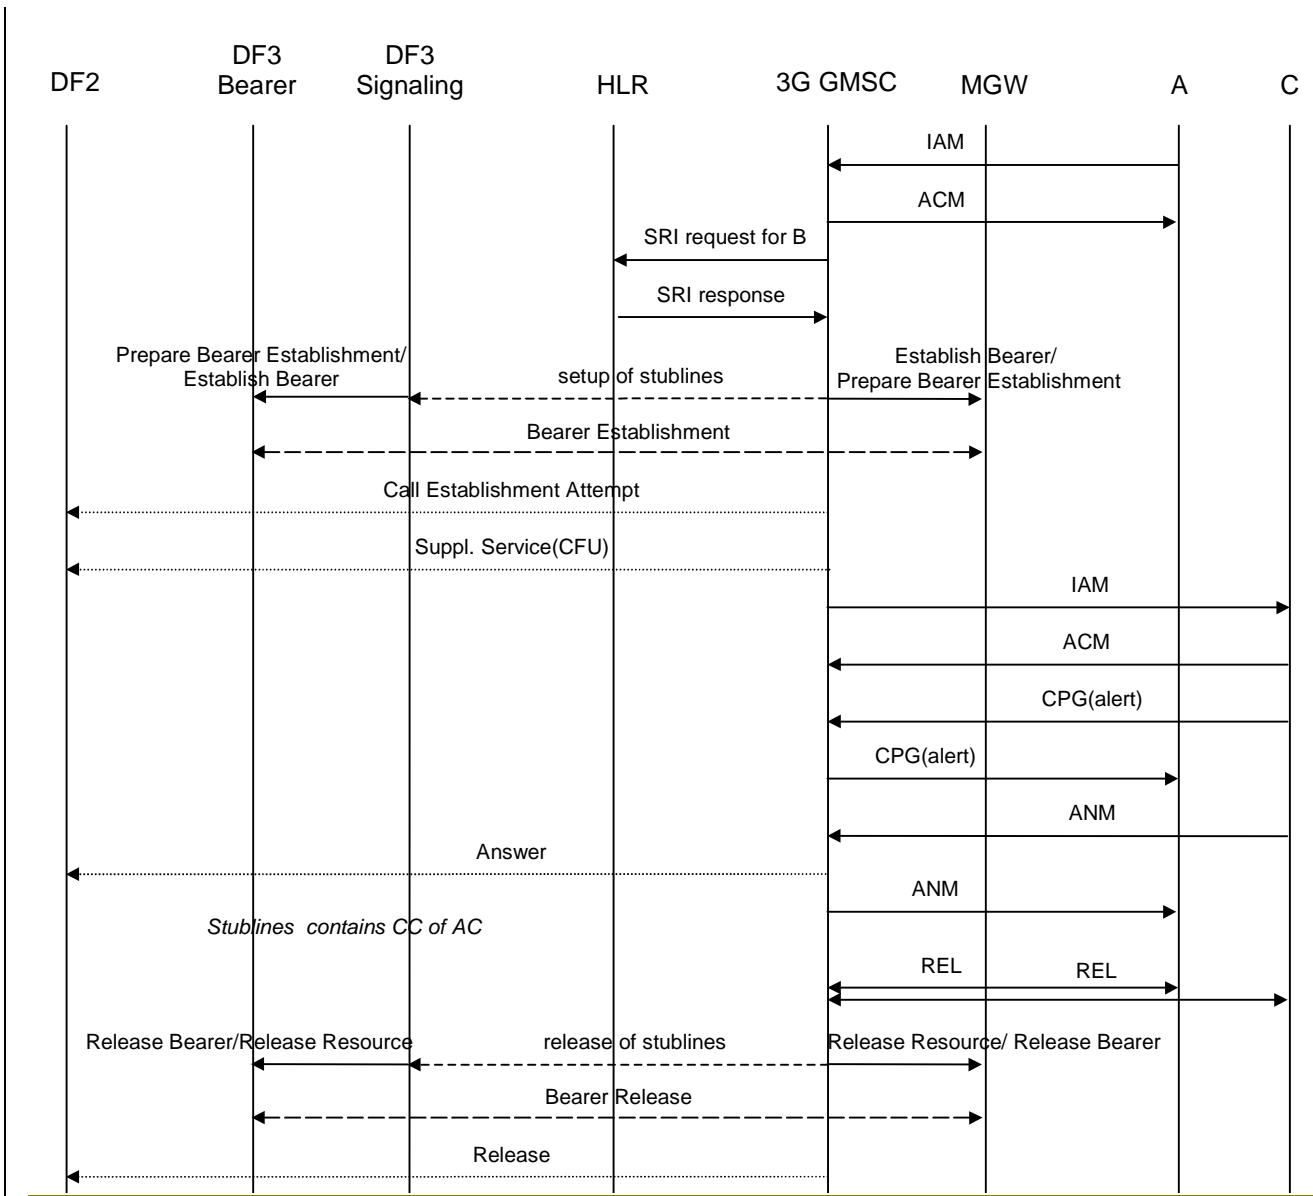 DF2
DF3
Bearer
DF3
Signaling
HLR
3G GMSC
MGW
A
C
IAM
ACM
SRI request for B
SRI response
Prepare Bearer Establishment/
Establish Bearer
setup of stublines
Establish Bearer/
Prepare Bearer Establishment
Bearer Establishment
Call Establishment Attempt
Suppl. Service(CFU)
IAM
ACM
CPG(alert)
CPG(alert)
ANM
Answer
ANM
Stublines contains CC of AC
REL
REL
Release Bearer/Release Resource
release of stublines
Release Resource/ Release Bearer
Bearer Release
Release